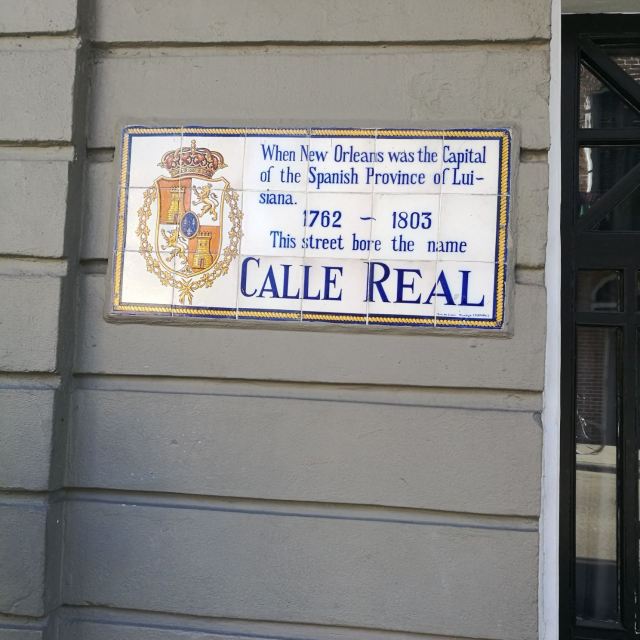 When New Orleans was the Capital
of the Spanish Province of Lui-
siana.
1762 - 1803
This street bore the name
CALLE REAL